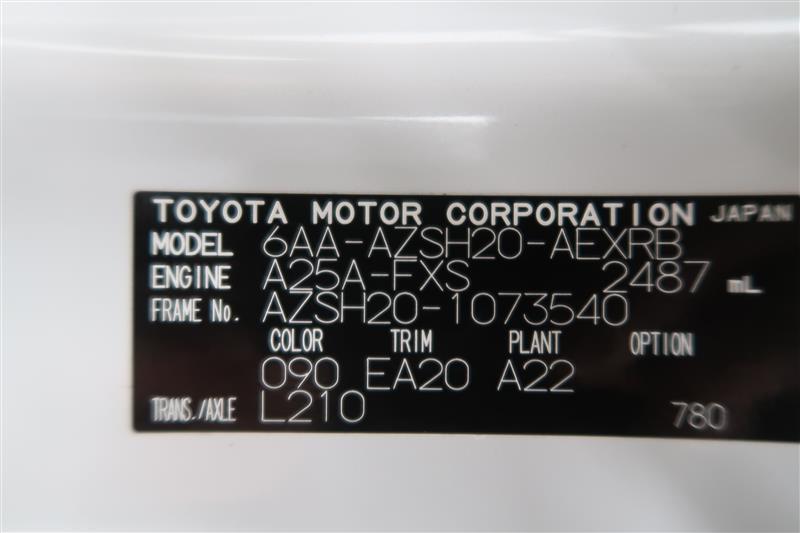 TOYOTA MOTOR CORPORATION JAPAN
MODEL 6AA-AZSH20-AEXRB
ENGINE A25A-FXS 2487 mL
FRAME No. AZSH20-1073540
COLOR TRIM PLANT OPTION
090 EA20 A22
TRANS./AXLE L210 780